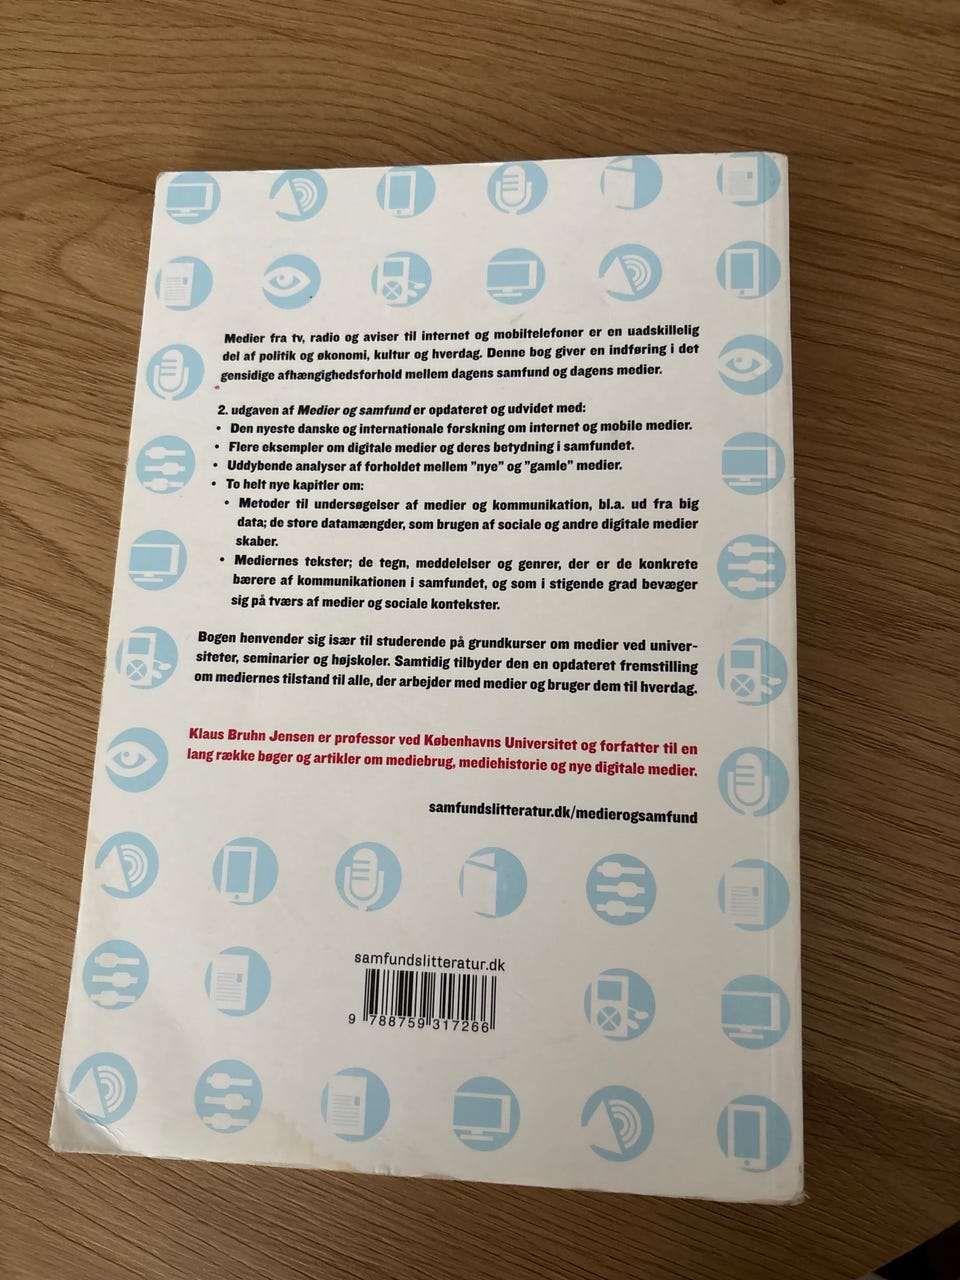 Medier fra tv, radio og aviser til internet og mobiltelefoner er en uadskillelig
del af politik og økonomi, kultur og hverdag. Denne bog giver en indføring i det
gensidige afhængighedsforhold mellem dagens samfund og dagens medier.
2. udgaven af Medier og samfund er opdateret og udvidet med:
• Den nyeste danske og internationale forskning om internet og mobile medier.
• Flere eksempler om digitale medier og deres betydning i samfundet.
• Uddybende analyser af forholdet mellem ”nye” og ”gamle” medier.
• To helt nye kapitler om:
• Metoder til undersøgelser af medier og kommunikation, bl.a. ud fra big
data; de store datamængder, som brugen af sociale og andre digitale medier
skaber.
• Mediernes tekster; de tegn, meddelelser og genrer, der er de konkrete
bærere af kommunikationen i samfundet, og som i stigende grad bevæger
sig på tværs af medier og sociale kontekster.
Bogen henvender sig især til studerende på grundkurser om medier ved univer-
siteter, seminarier og højskoler. Samtidig tilbyder den en opdateret fremstilling
om mediernes tilstand til alle, der arbejder med medier og bruger dem til hverdag.
Klaus Bruhn Jensen er professor ved Københavns Universitet og forfatter til en
lang række bøger og artikler om mediebrug, mediehistorie og nye digitale medier.
samfundslitteratur.dk/medierogsamfund
samfundslitteratur.dk
9 788759 317266